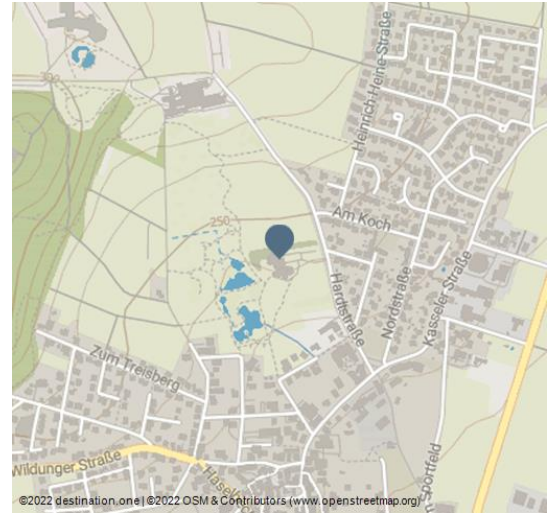 300
Heinrich-Heine-Straße
250
Am Koch
Hardtstraße
Nordstraße
Kasseler Straße
Zum Treisberg
Wildunger Straße
Sportfeld
©2022 destination.one | ©2022 OSM & Contributors (www.openstreetmap.org)